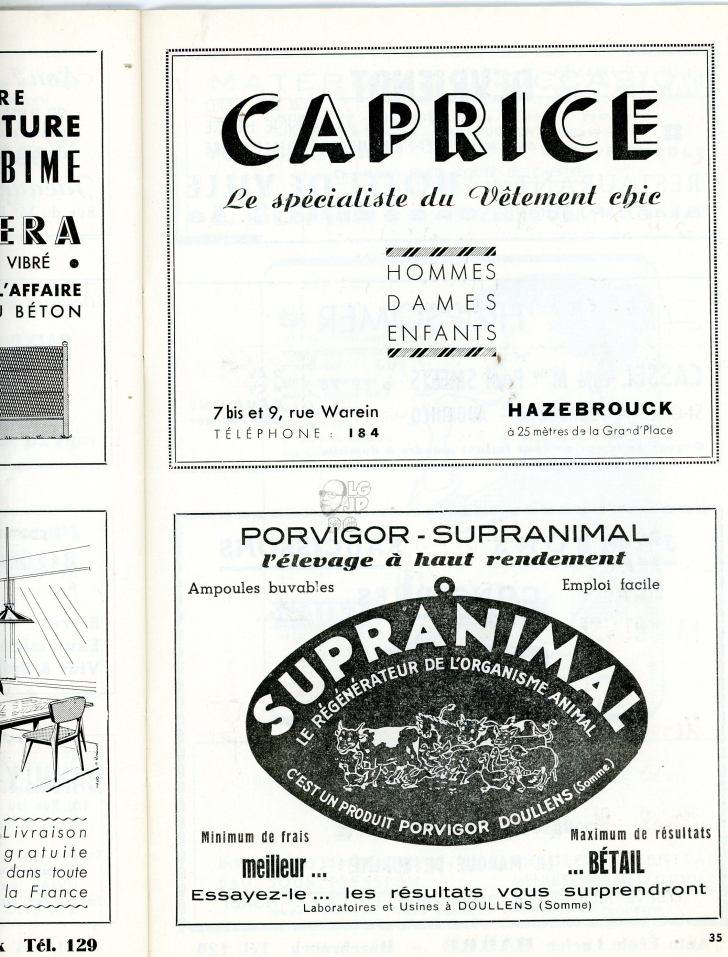 RE
TURE
BIME
ERA
VIBRÉ •
L'AFFAIRE
U BÉTON
Livraison
gratuite
dans toute
la France
Tél. 129
CAPRICE
Le spécialiste du Vêtement chic
HOMMES
DAMES
ENFANTS
7 bis et 9, rue Warein
TÉLÉPHONE : 184
HAZEBROUCK
à 25 mètres de la Grand'Place
LG
JP
PORVIGOR - SUPRANIMAL
l'élevage à haut rendement
Ampoules buvables
Emploi facile
SUPRANIMAL
LE RÉGÉNÉRATEUR DE L'ORGANISME ANIMAL
C'EST UN PRODUIT PORVIGOR DOULLENS (Somme)
Minimum de frais
Maximum de résultats
meilleur...
... BÉTAIL
Essayez-le ... les résultats vous surprendront
Laboratoires et Usines à DOULLENS (Somme)
35